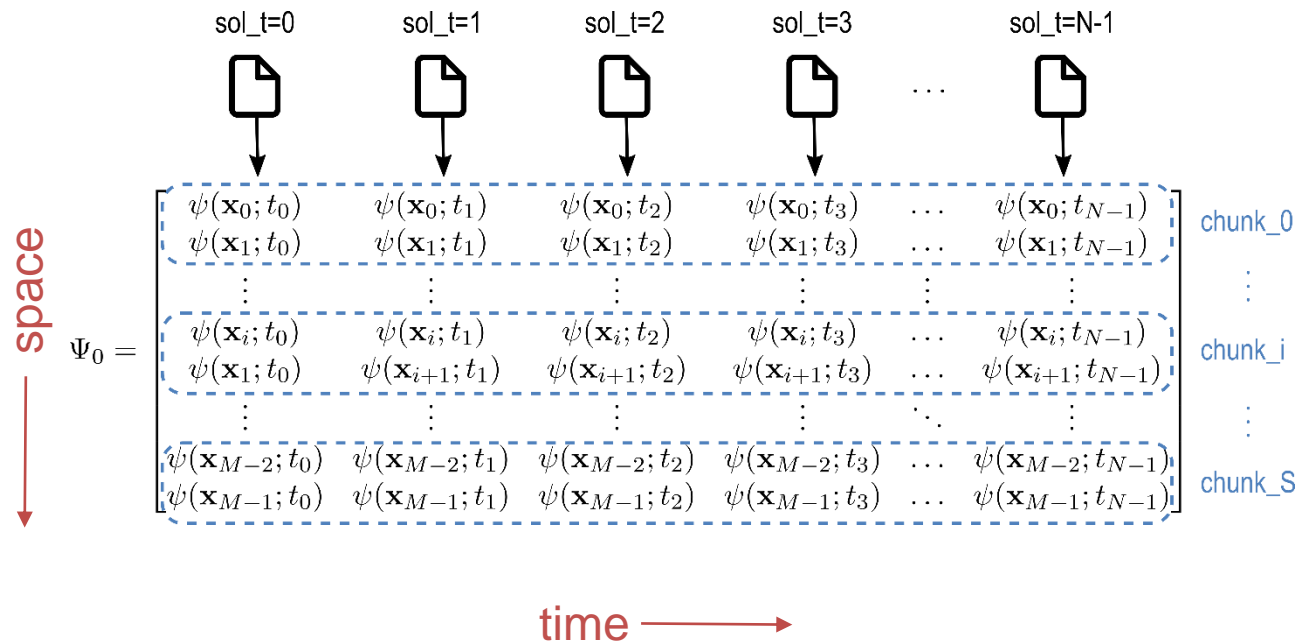 sol_t=0 sol_t=1 sol_t=2 sol_t=3 sol_t=N-1
. . .
ψ(x₀; t₀) ψ(x₀; t₁) ψ(x₀; t₂) ψ(x₀; t₃) … ψ(x₀; t_{N−1})
chunk_0
ψ(x₁; t₀) ψ(x₁; t₁) ψ(x₁; t₂) ψ(x₁; t₃) … ψ(x₁; t_{N−1})
⋮ ⋮ ⋮ ⋮ ⋮ ⋮ ⋮
space
ψ(xᵢ; t₀) ψ(xᵢ; t₁) ψ(xᵢ; t₂) ψ(xᵢ; t₃) … ψ(xᵢ; t_{N−1})
Ψ₀ =
chunk_i
ψ(x₁; t₀) ψ(x_{i+1}; t₁) ψ(x_{i+1}; t₂) ψ(x_{i+1}; t₃) … ψ(x_{i+1}; t_{N−1})
⋮ ⋮ ⋮ ⋮ ⋱ ⋮ ⋮
ψ(x_{M−2}; t₀) ψ(x_{M−2}; t₁) ψ(x_{M−2}; t₂) ψ(x_{M−2}; t₃) … ψ(x_{M−2}; t_{N−1})
chunk_S
ψ(x_{M−1}; t₀) ψ(x_{M−1}; t₁) ψ(x_{M−1}; t₂) ψ(x_{M−1}; t₃) … ψ(x_{M−1}; t_{N−1})
time